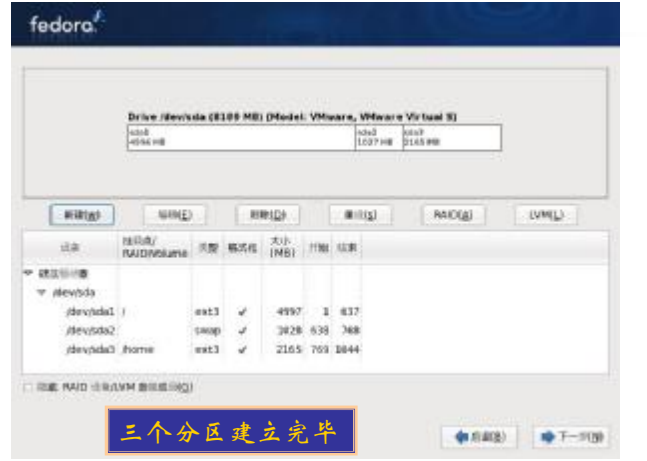 fedora
Drive /dev/sda (8189 MB) (Model: VMware, VMware Virtual S)
sda2 sda3
4996 MB 1027 MB 2165 MB
新建(W) 编辑(E) 删除(D) 重设(S) RAID(A) LVM(L)
设备 挂载点/ RAID/Volume 类型 格式化 大小 (MB) 开始 结束
硬盘驱动器
/dev/sda
/dev/sda1 / ext3 ✓ 4997 1 637
/dev/sda2 swap ✓ 1028 638 768
/dev/sda3 /home ext3 ✓ 2165 769 1044
隐藏 RAID 设备/LVM 卷组成员(G)
三个分区建立完毕
后退(B) 下一步(N)